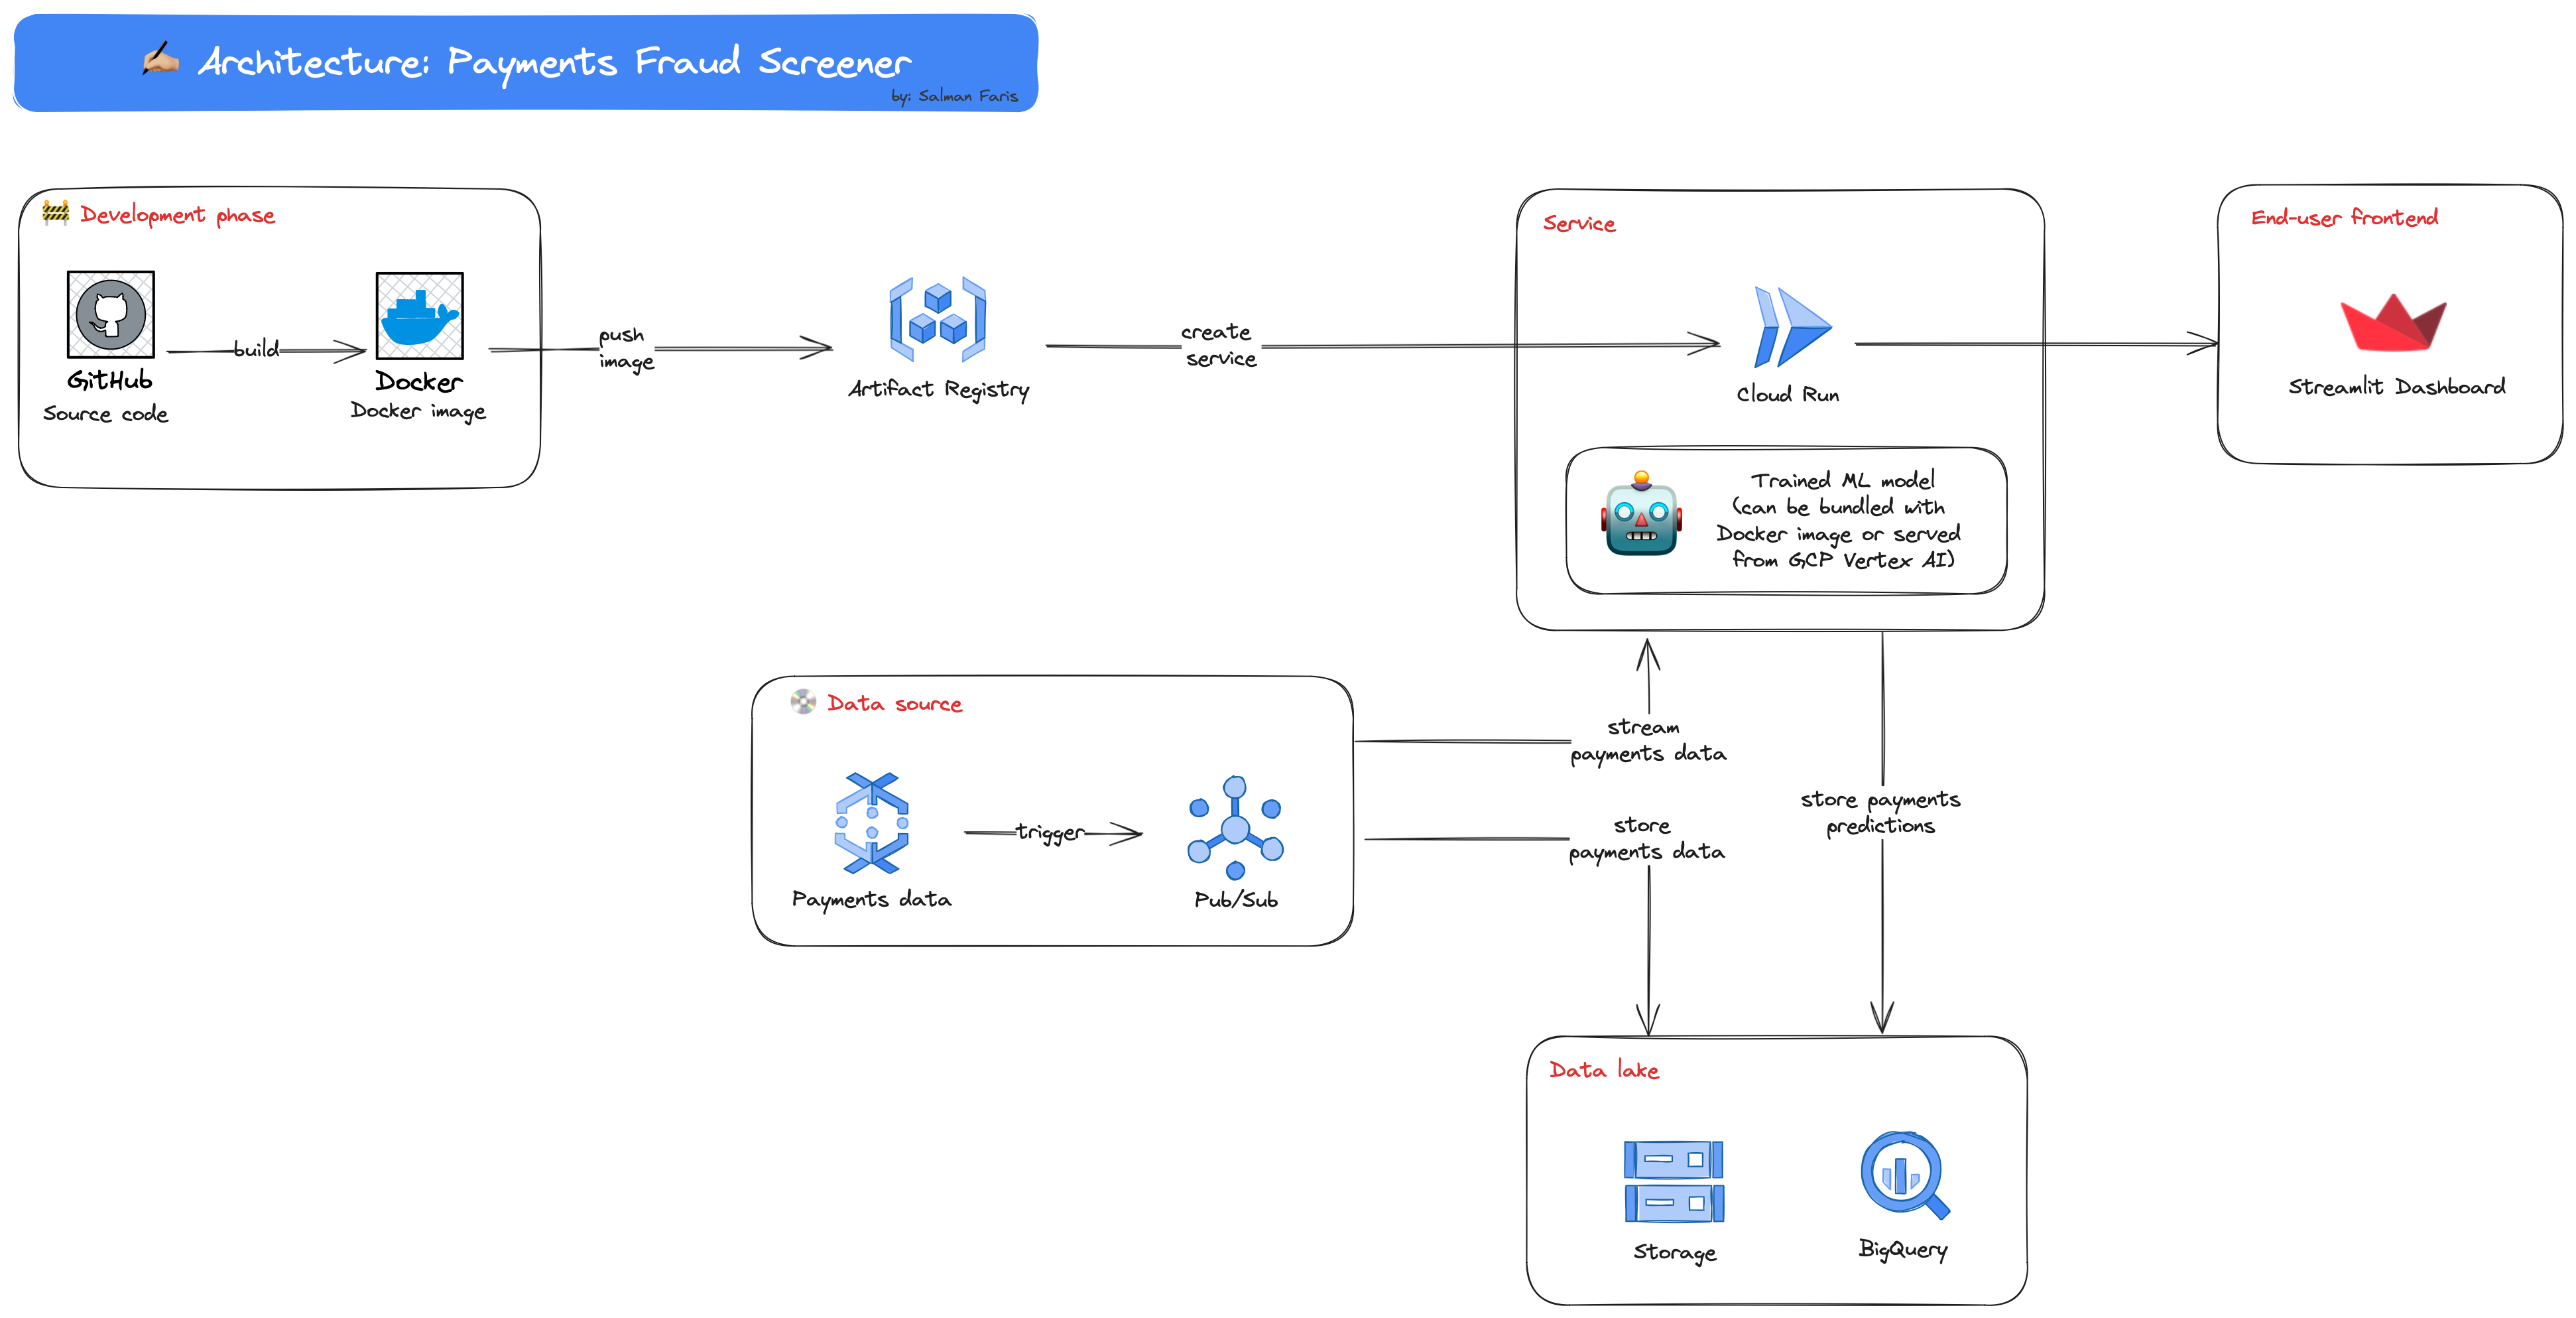 Architecture: Payments Fraud Screener
by: Salman Faris
Development phase
GitHub
Source code
build
Docker
Docker image
push
image
Artifact Registry
create
service
Service
Cloud Run
Trained ML model
(can be bundled with
Docker image or served
from GCP Vertex AI)
End-user frontend
Streamlit Dashboard
Data source
Payments data
trigger
Pub/Sub
stream
payments data
store
payments data
store payments
predictions
Data lake
Storage
BigQuery